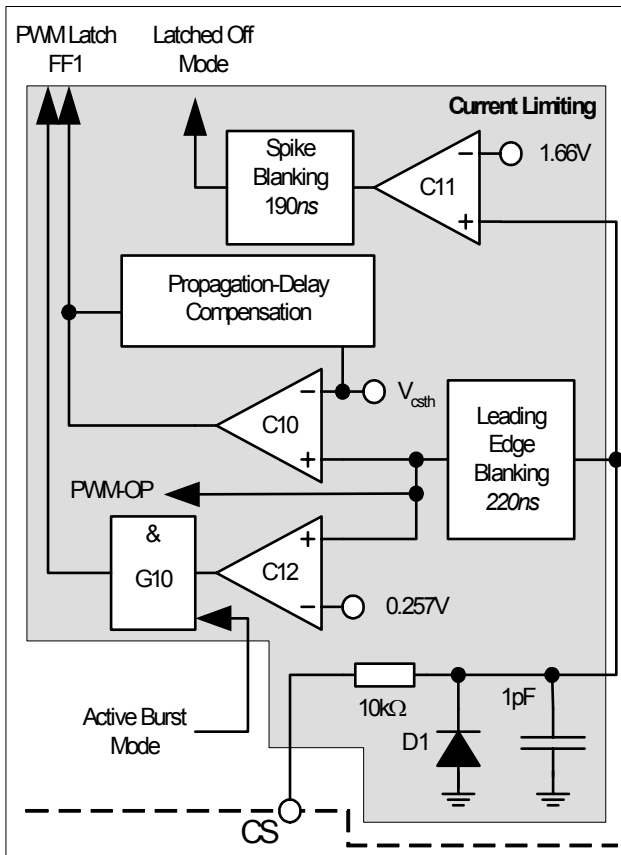 PWM Latch
FF1
Latched Off
Mode
Current Limiting
Spike
Blanking
190ns
C11
1.66V
Propagation-Delay
Compensation
C10
Vcsth
Leading
Edge
Blanking
220ns
PWM-OP
&
G10
C12
0.257V
Active Burst
Mode
10kΩ
D1
1pF
CS